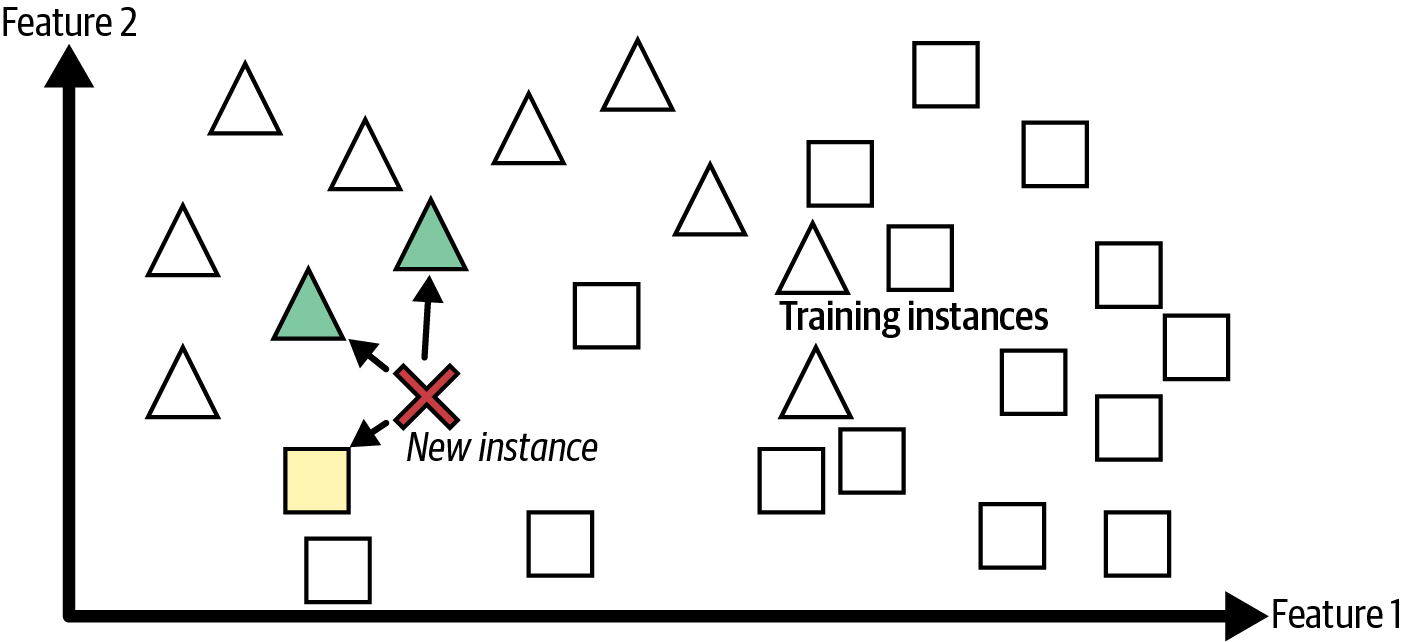 Feature 2
Training instances
New instance
Feature 1